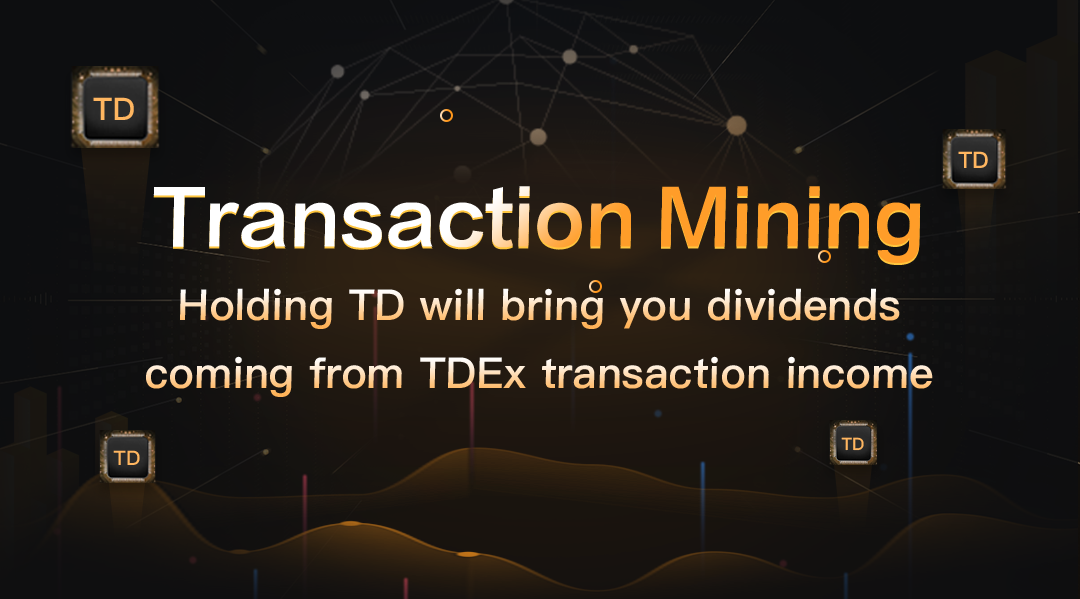 TD
TD
Transaction Mining
Holding TD will bring you dividends
coming from TDEx transaction income
TD
TD